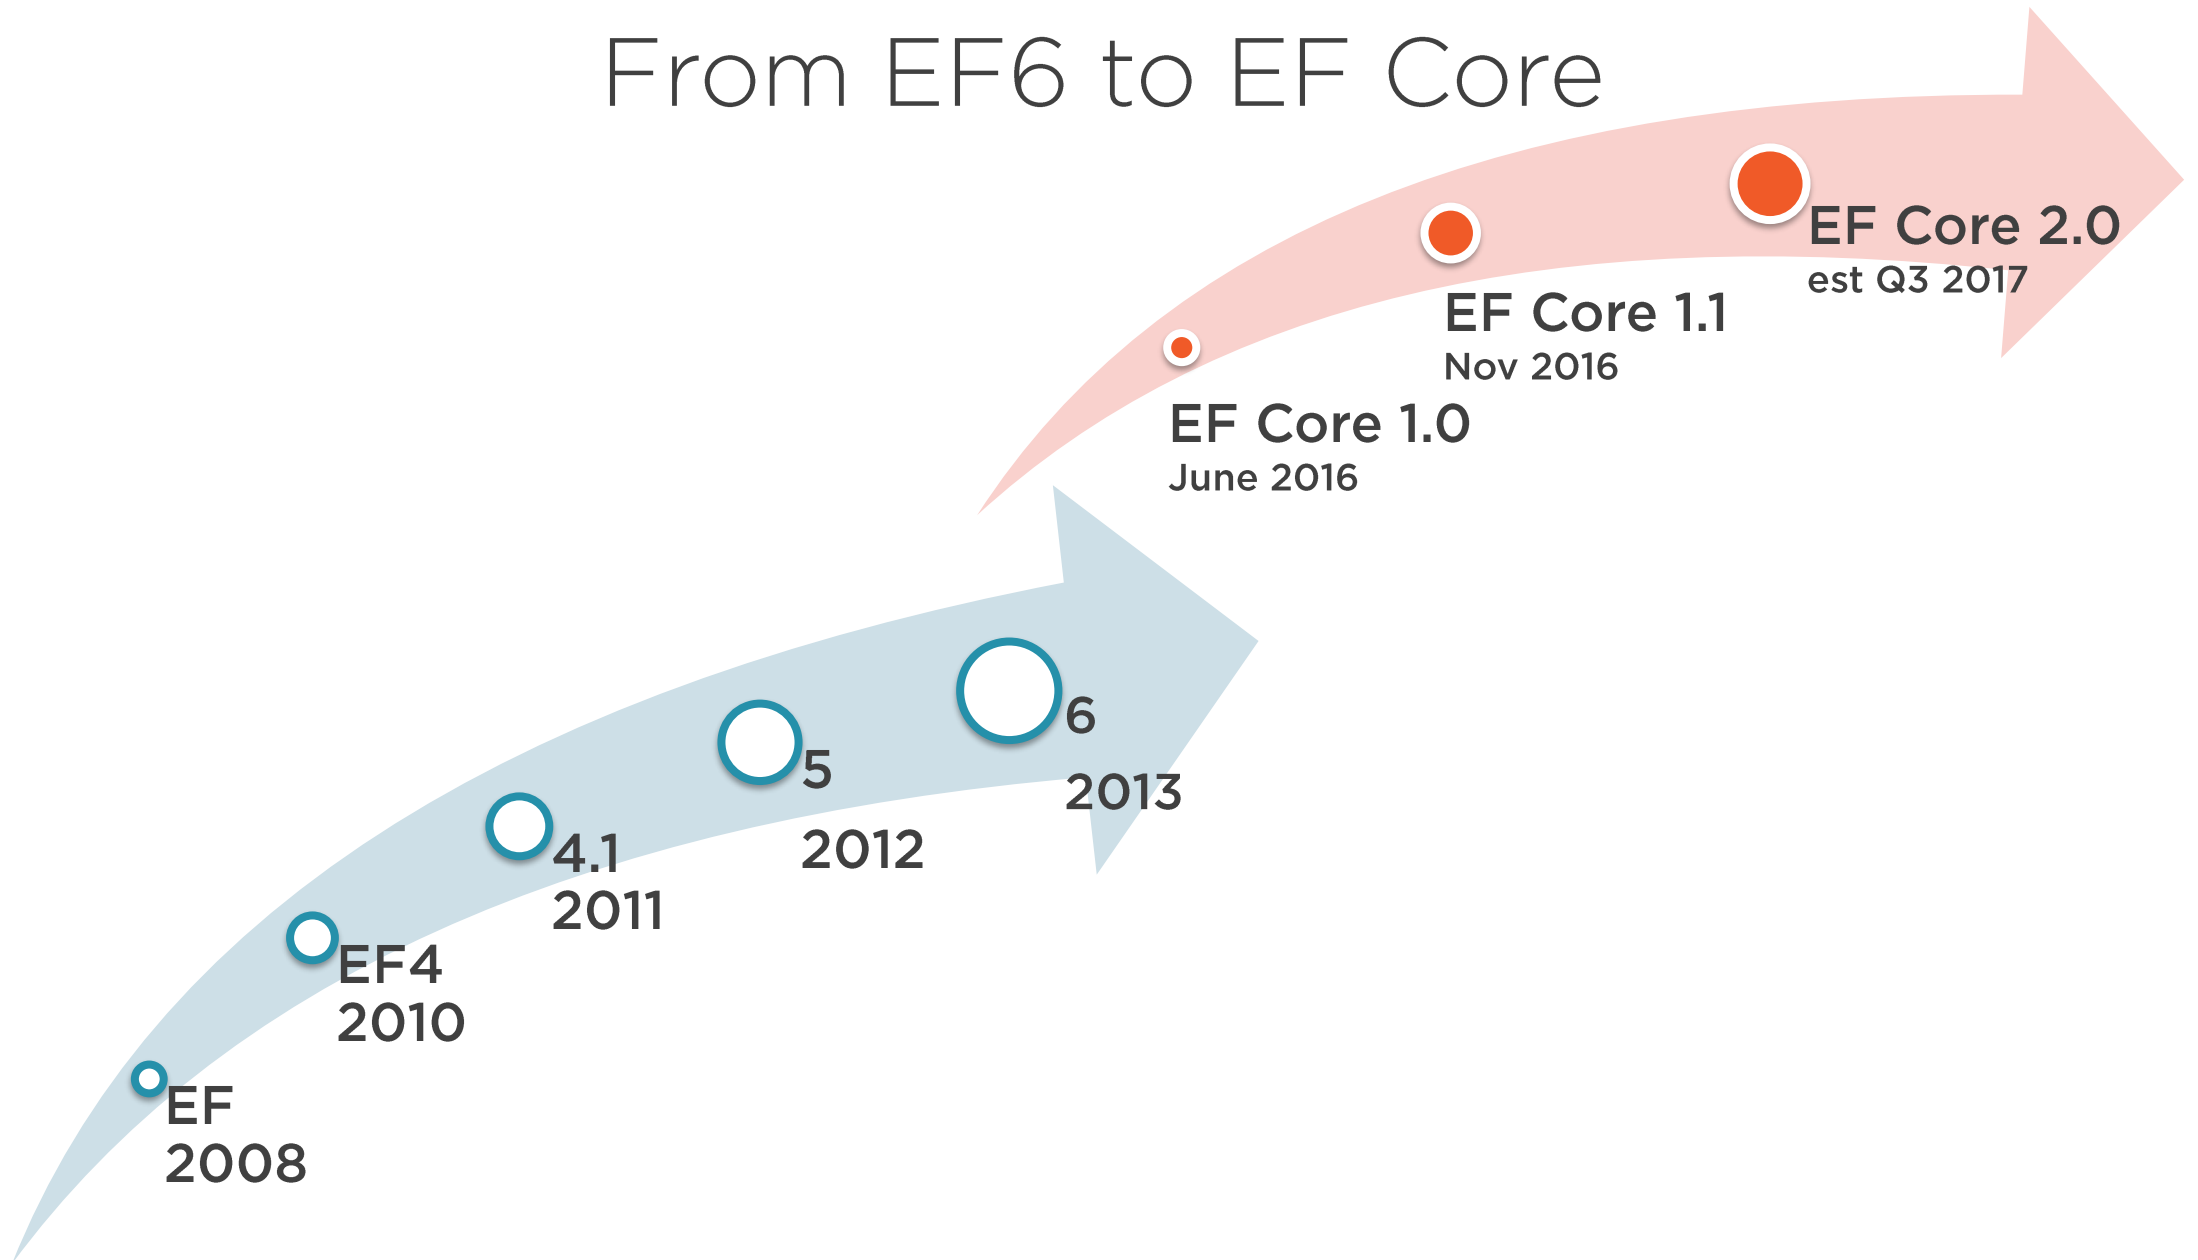 From EF6 to EF Core
EF Core 2.0
est Q3 2017
EF Core 1.1
Nov 2016
EF Core 1.0
June 2016
6
2013
5
2012
4.1
2011
EF4
2010
EF
2008